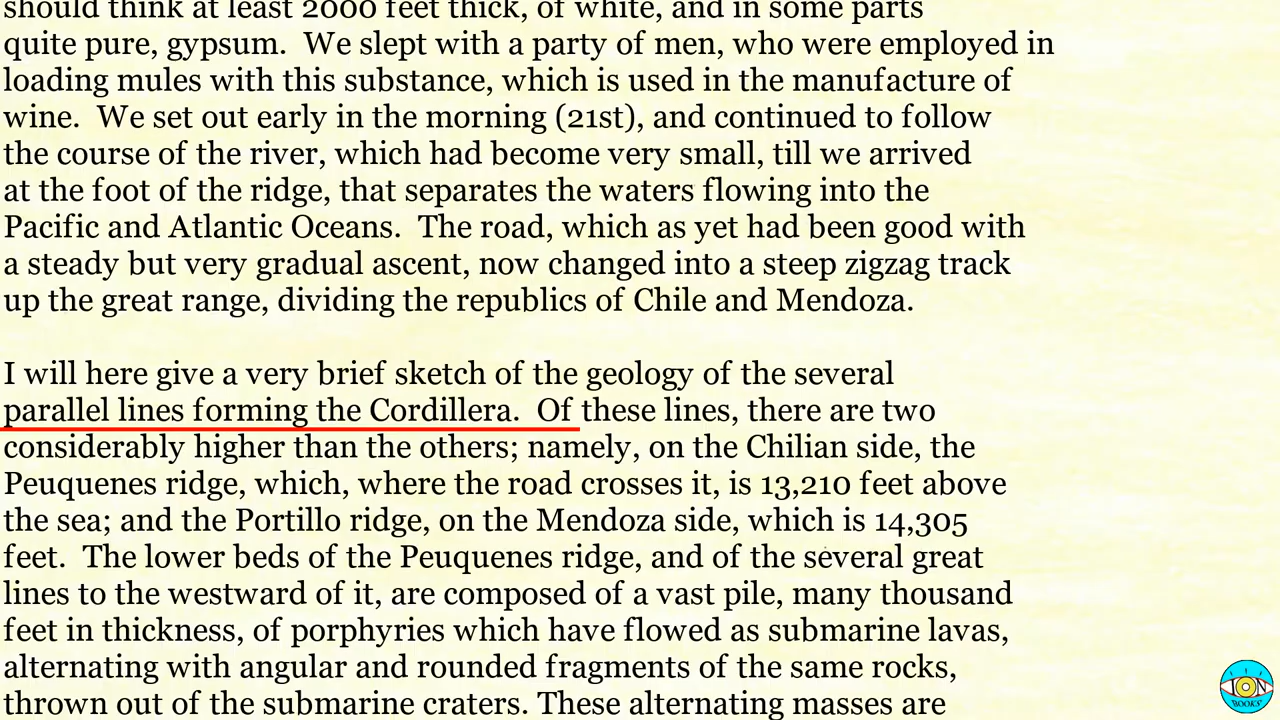 should think at least 2000 feet thick, of white, and in some parts
quite pure, gypsum.  We slept with a party of men, who were employed in
loading mules with this substance, which is used in the manufacture of
wine.  We set out early in the morning (21st), and continued to follow
the course of the river, which had become very small, till we arrived
at the foot of the ridge, that separates the waters flowing into the
Pacific and Atlantic Oceans.  The road, which as yet had been good with
a steady but very gradual ascent, now changed into a steep zigzag track
up the great range, dividing the republics of Chile and Mendoza.

I will here give a very brief sketch of the geology of the several
parallel lines forming the Cordillera.  Of these lines, there are two
considerably higher than the others; namely, on the Chilian side, the
Peuquenes ridge, which, where the road crosses it, is 13,210 feet above
the sea; and the Portillo ridge, on the Mendoza side, which is 14,305
feet.  The lower beds of the Peuquenes ridge, and of the several great
lines to the westward of it, are composed of a vast pile, many thousand
feet in thickness, of porphyries which have flowed as submarine lavas,
alternating with angular and rounded fragments of the same rocks,
thrown out of the submarine craters. These alternating masses are
ION
BOOKS